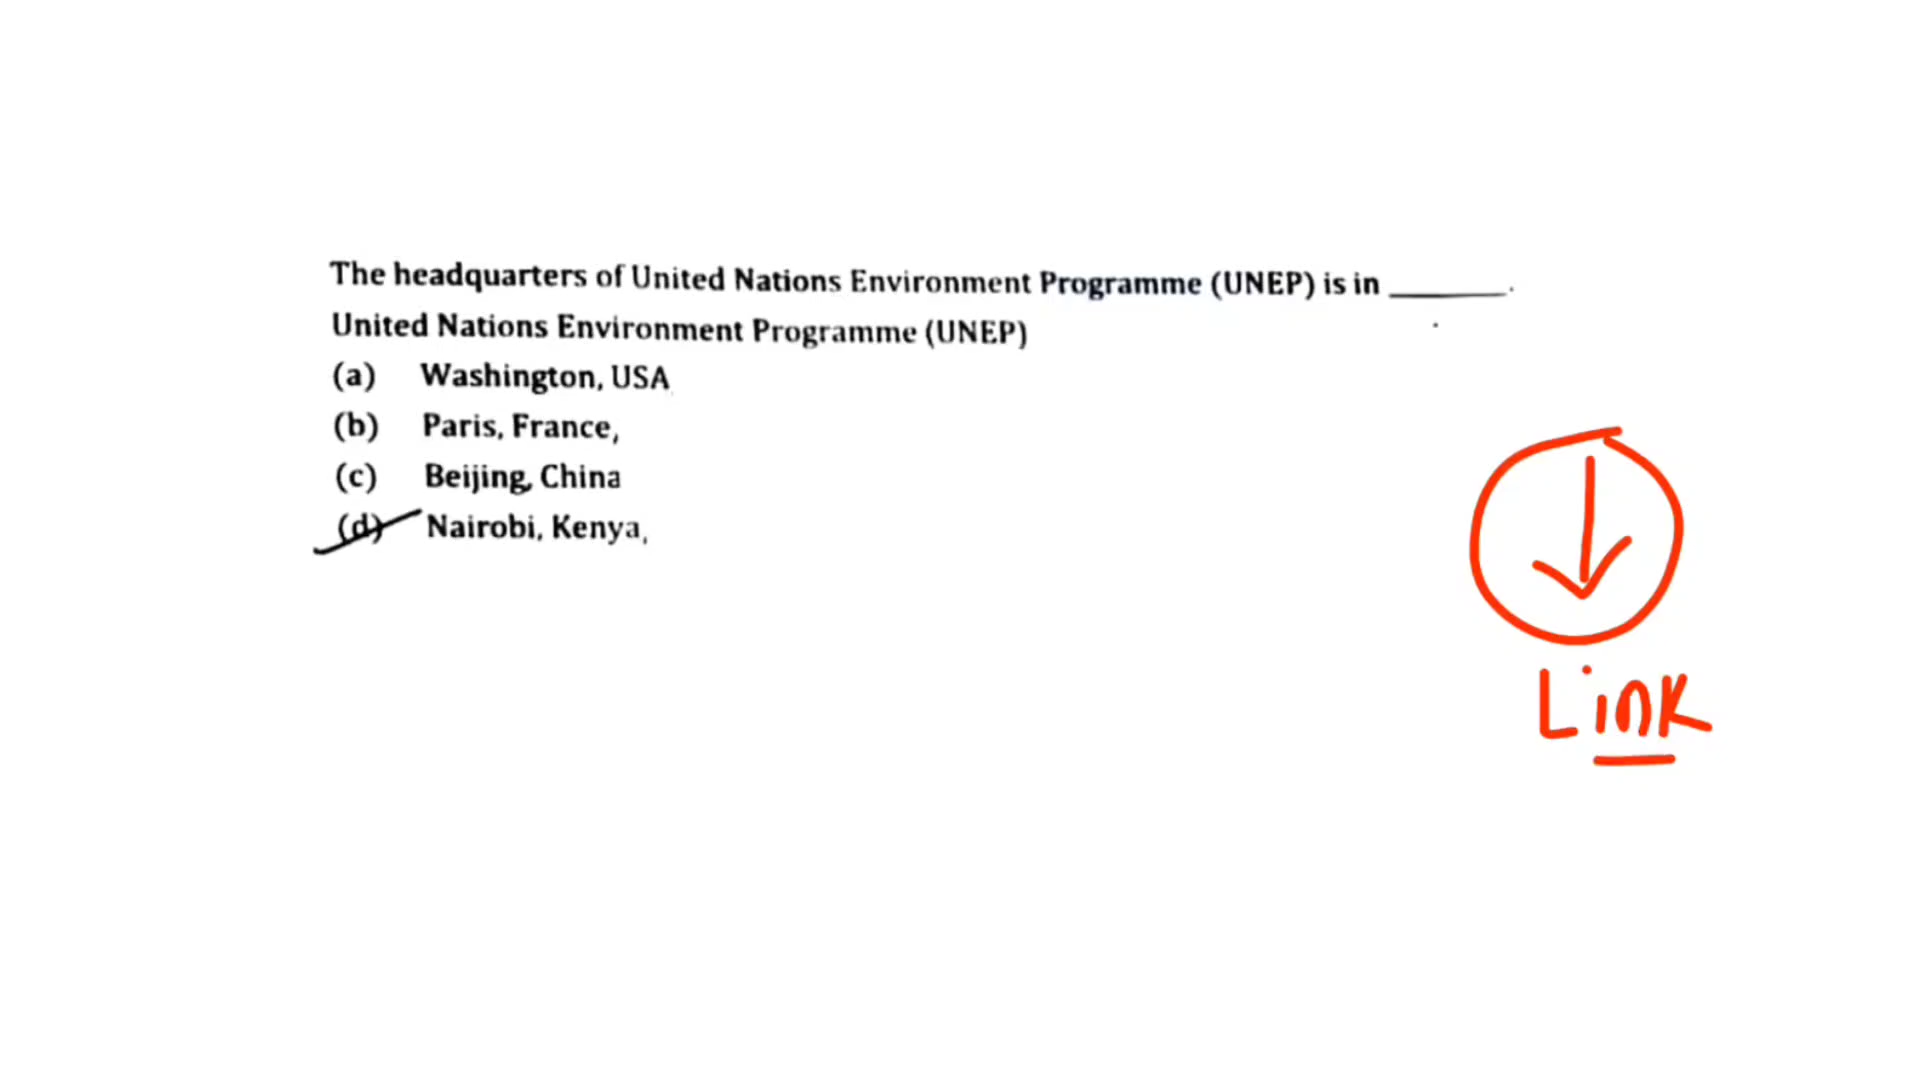 The headquarters of United Nations Environment Programme (UNEP) is in ________.
United Nations Environment Programme (UNEP)
(a) Washington, USA
(b) Paris, France,
(c) Beijing, China
(d) Nairobi, Kenya,
Link